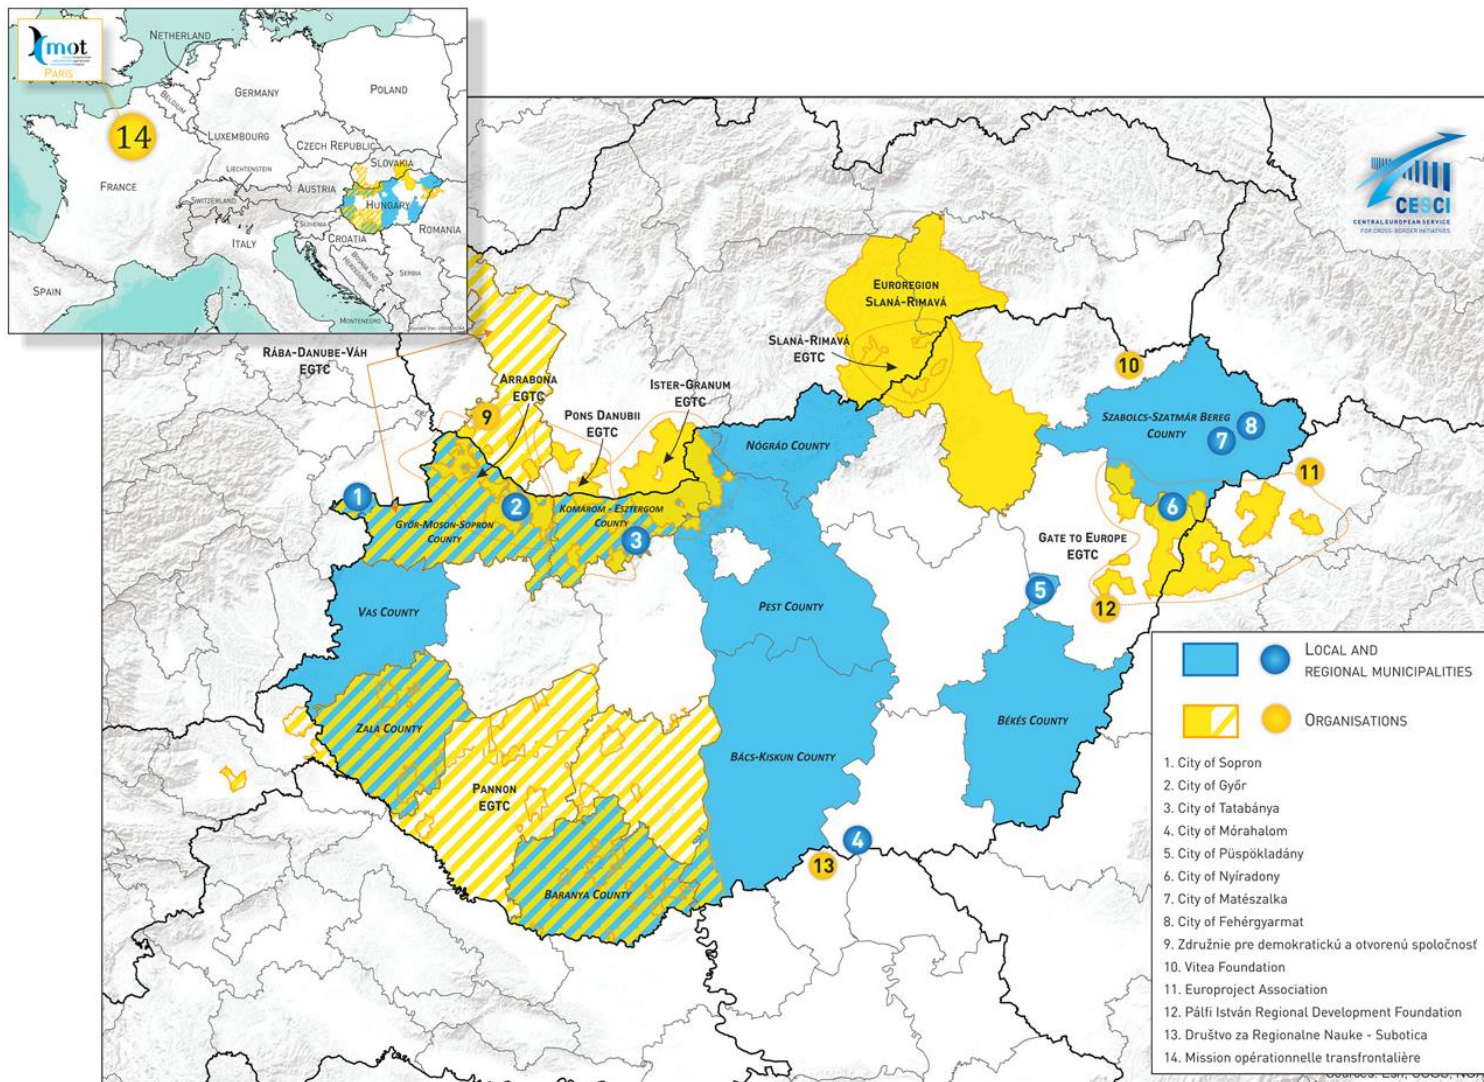 mot
PARIS
14
NETHERLAND
BELGIUM
GERMANY
POLAND
LUXEMBOURG
CZECH REPUBLIC
SLOVAKIA
LIECHTENSTEIN
FRANCE
AUSTRIA
SWITZERLAND
HUNGARY
SLOVENIA
ROMANIA
CROATIA
ITALY
BOSNIA AND
HERZEGOVINA
SERBIA
SPAIN
MONTENEGRO
CESCI
CENTRAL EUROPEAN SERVICE
FOR CROSS-BORDER INITIATIVES
EUROREGION
SLANÁ-RIMAVÁ
SLANÁ-RIMAVÁ
EGTC
RÁBA-DANUBE-VÁH
EGTC
ARRABONA
EGTC
ISTER-GRANUM
EGTC
PONS DANUBII
EGTC
9
10
NÓGRÁD COUNTY
SZABOLCS-SZATMÁR BEREG
COUNTY
7
8
11
1
2
GYŐR-MOSON-SOPRON
COUNTY
KOMÁROM - ESZTERGOM
COUNTY
3
6
GATE TO EUROPE
EGTC
5
12
VAS COUNTY
PEST COUNTY
ZALA COUNTY
BÁCS-KISKUN COUNTY
BÉKÉS COUNTY
PANNON
EGTC
BARANYA COUNTY
4
13
LOCAL AND
REGIONAL MUNICIPALITIES
ORGANISATIONS
1. City of Sopron
2. City of Győr
3. City of Tatabánya
4. City of Mórahalom
5. City of Püspökladány
6. City of Nyíradony
7. City of Matészalka
8. City of Fehérgyarmat
9. Združnie pre demokratickú a otvorenú spoločnosť
10. Vitea Foundation
11. Europroject Association
12. Pálfi István Regional Development Foundation
13. Društvo za Regionalne Nauke - Subotica
14. Mission opérationnelle transfrontalière